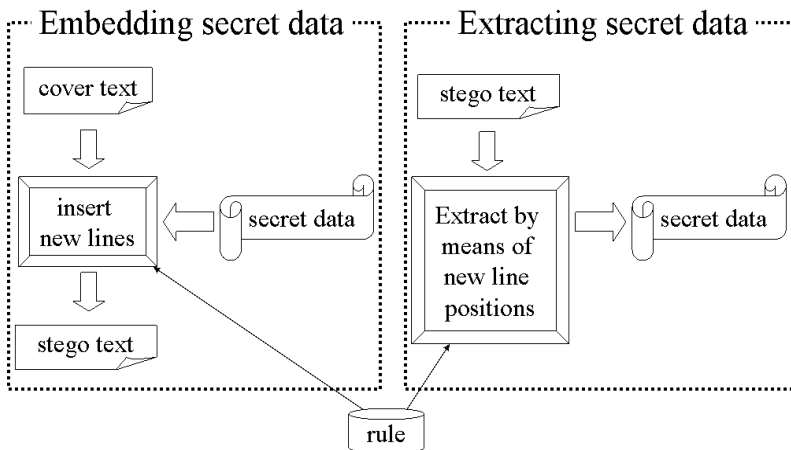 Embedding secret data
cover text
insert
new lines
secret data
stego text
Extracting secret data
stego text
Extract by
means of
new line
positions
secret data
rule